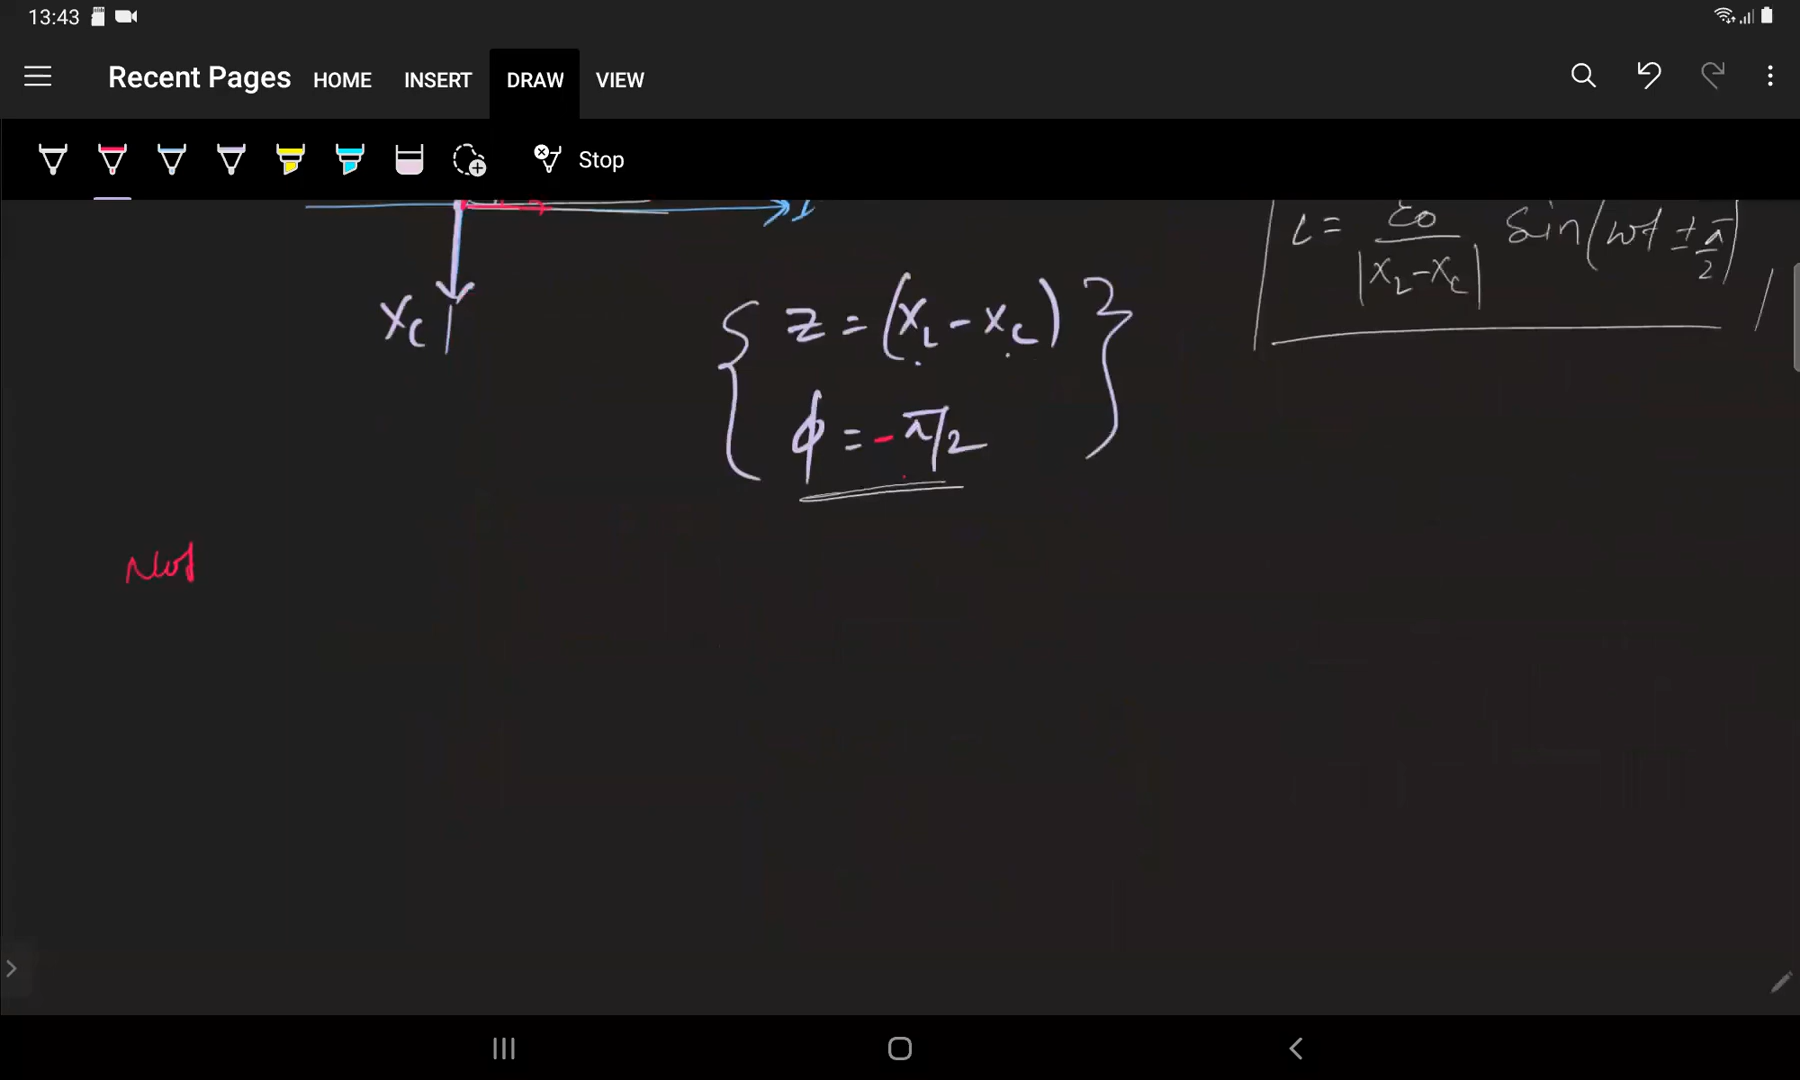 13:43
Recent Pages HOME INSERT DRAW VIEW
Stop
I
i = ε0 / |XL-XC| sin(ωt ± π/2)
XC
Z = (XL - XC)
ϕ = -π/2
Not